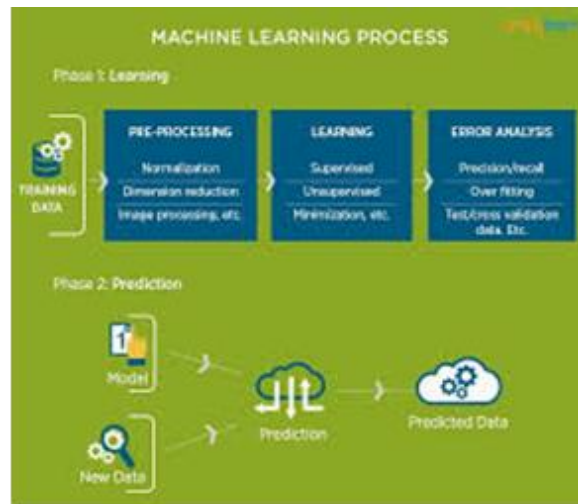 MACHINE LEARNING PROCESS
Phase 1: Learning
PRE-PROCESSING
Normalization
Dimension reduction
Image processing, etc.
LEARNING
Supervised
Unsupervised
Minimization, etc.
ERROR ANALYSIS
Precision/recall
Over fitting
Test/cross validation
data. Etc.
TRAINING
DATA
Phase 2: Prediction
1
Model
New Data
Prediction
Predicted Data